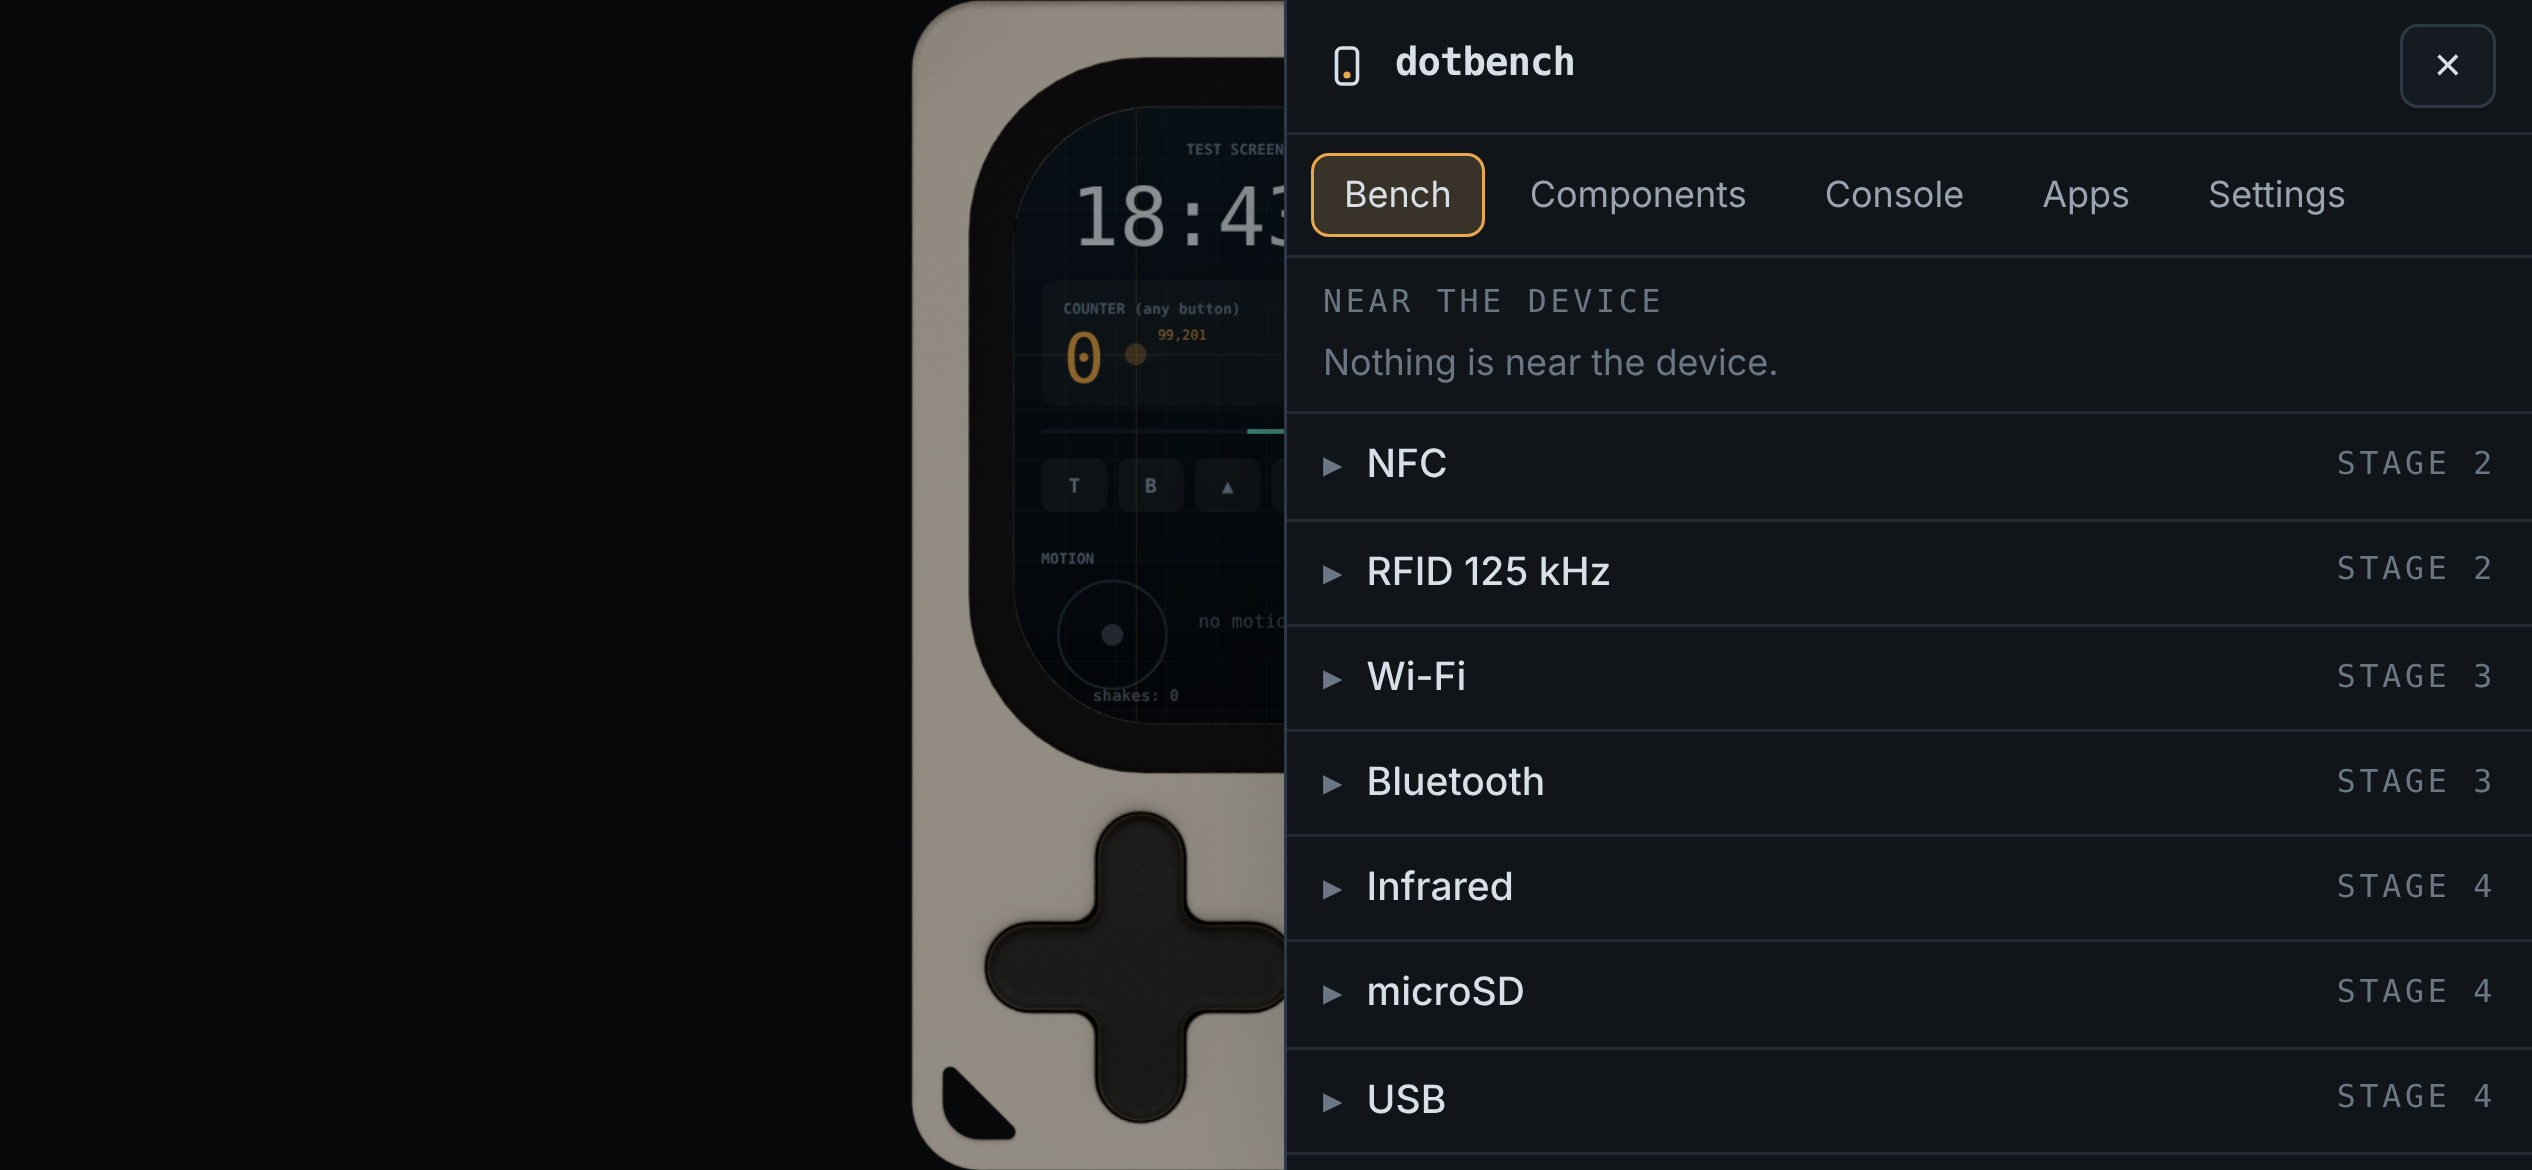 TEST SCREEN
18:43
COUNTER (any button)
0
99,201
T B ▲
MOTION
no motio
shakes: 0
dotbench
×
Bench Components Console Apps Settings
NEAR THE DEVICE
Nothing is near the device.
▶ NFC STAGE 2
▶ RFID 125 kHz STAGE 2
▶ Wi-Fi STAGE 3
▶ Bluetooth STAGE 3
▶ Infrared STAGE 4
▶ microSD STAGE 4
▶ USB STAGE 4